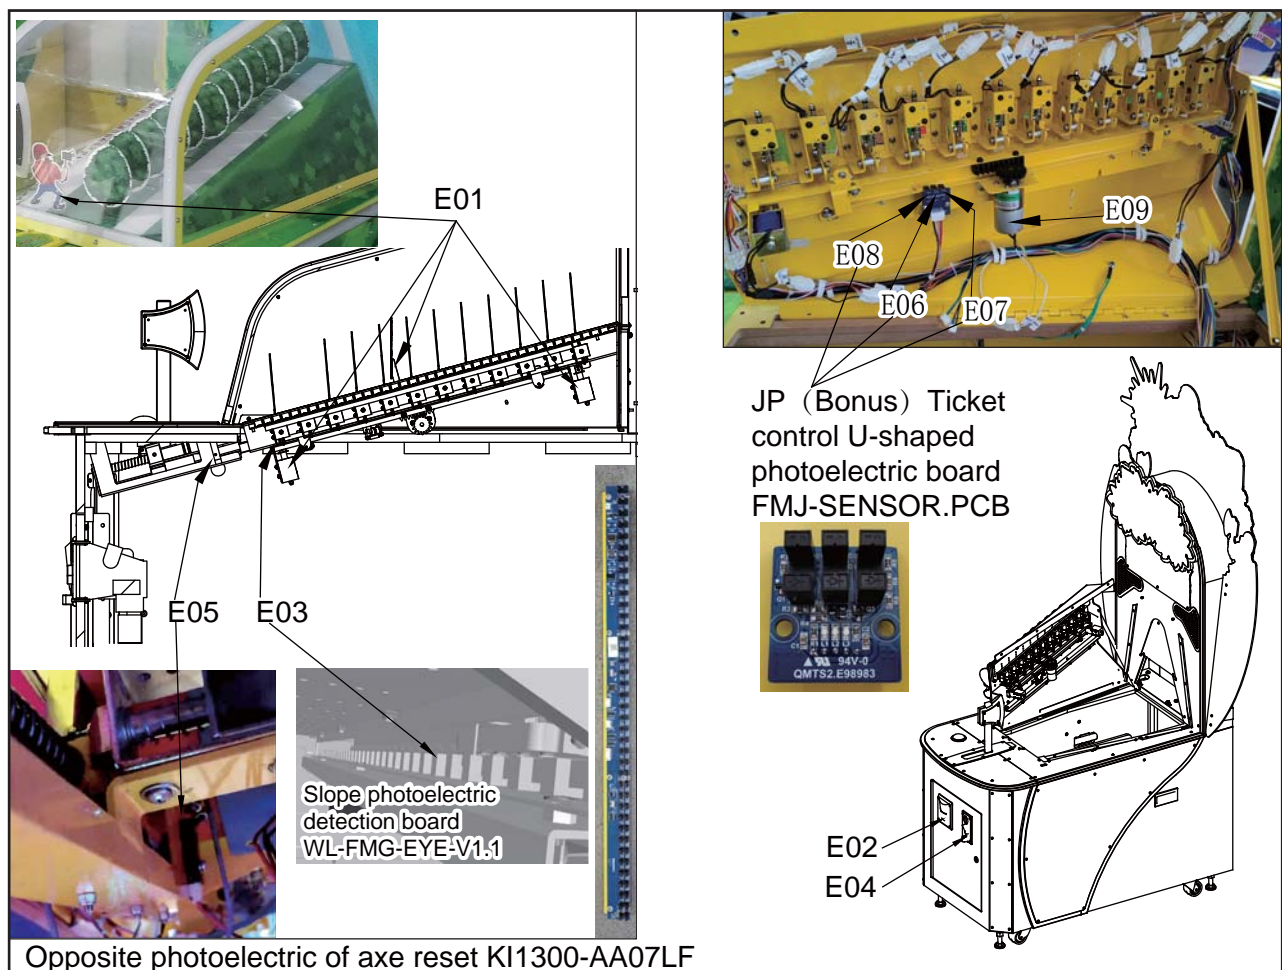 E01
E05
E03
Slope photoelectric
detection board
WL-FMG-EYE-V1.1
Opposite photoelectric of axe reset KI1300-AA07LF
E09
E08
E06
E07
JP（Bonus）Ticket
control U-shaped
photoelectric board
FMJ-SENSOR.PCB
94V-0
QMTS2.E98983
E02
E04